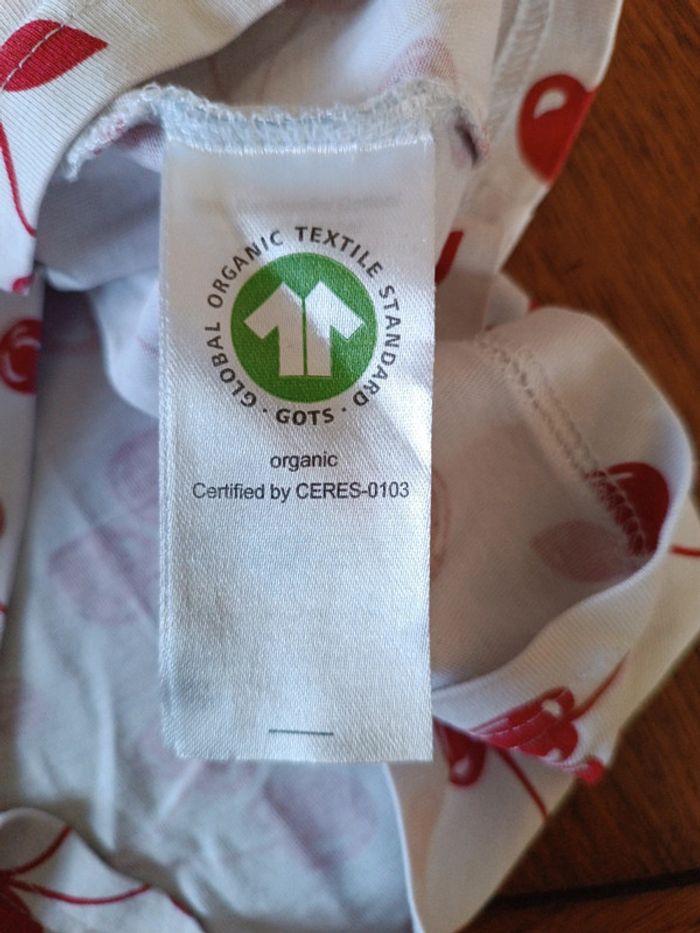 GLOBAL ORGANIC TEXTILE STANDARD
· GOTS ·
organic
Certified by CERES-0103